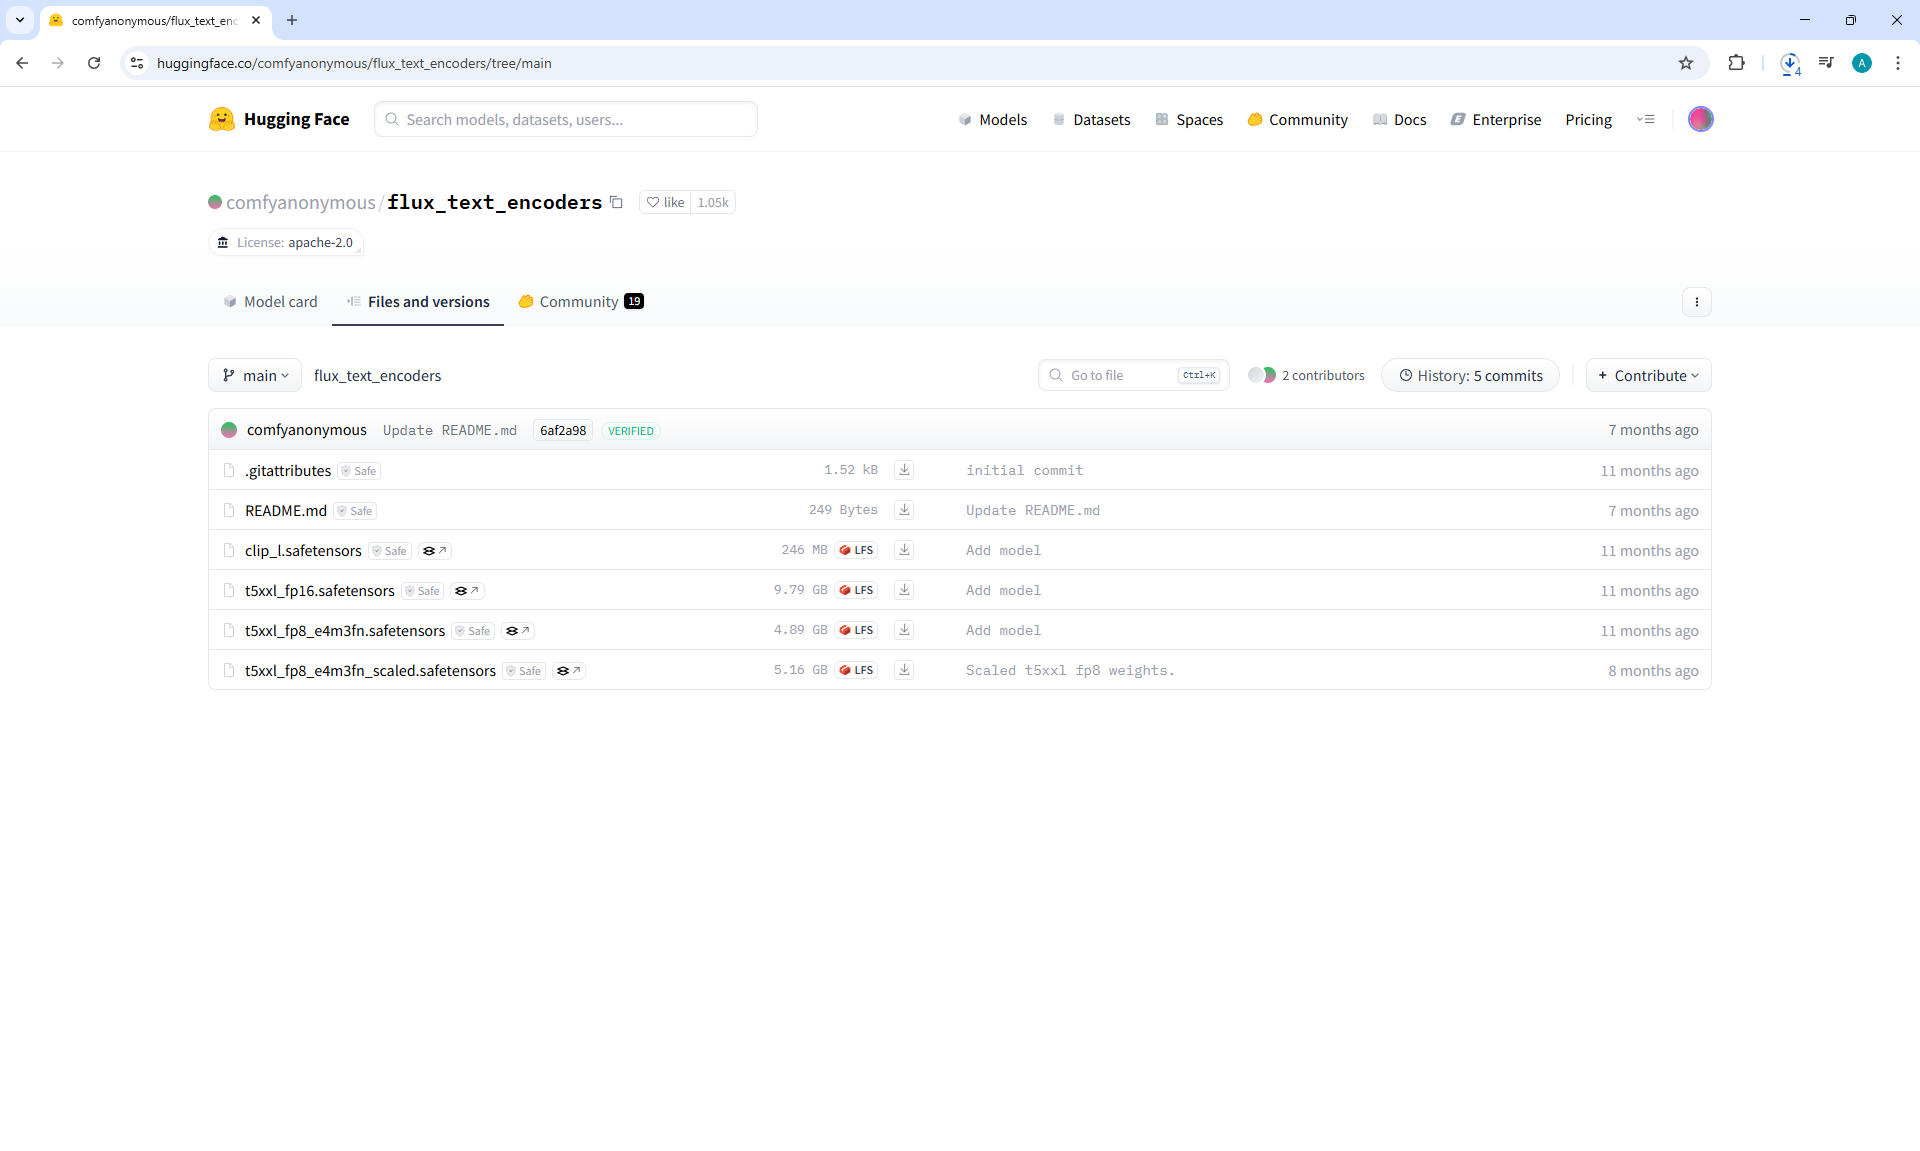 comfyanonymous/flux_text_enc
huggingface.co/comfyanonymous/flux_text_encoders/tree/main
4
A
Hugging Face
Search models, datasets, users...
Models
Datasets
Spaces
Community
Docs
Enterprise
Pricing
comfyanonymous/flux_text_encoders
like 1.05k
License: apache-2.0
Model card
Files and versions
Community 19
main
flux_text_encoders
Go to file Ctrl+K
2 contributors
History: 5 commits
+ Contribute
comfyanonymous Update README.md 6af2a98 VERIFIED 7 months ago
.gitattributes Safe 1.52 kB initial commit 11 months ago
README.md Safe 249 Bytes Update README.md 7 months ago
clip_l.safetensors Safe 246 MB LFS Add model 11 months ago
t5xxl_fp16.safetensors Safe 9.79 GB LFS Add model 11 months ago
t5xxl_fp8_e4m3fn.safetensors Safe 4.89 GB LFS Add model 11 months ago
t5xxl_fp8_e4m3fn_scaled.safetensors Safe 5.16 GB LFS Scaled t5xxl fp8 weights. 8 months ago